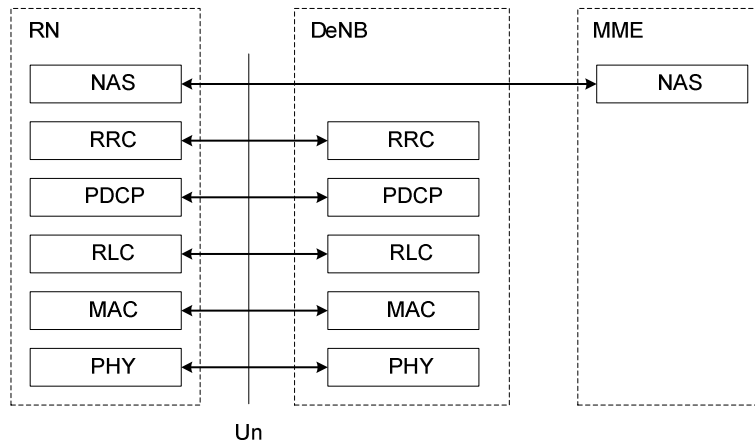 RN DeNB MME
NAS NAS
RRC RRC
PDCP PDCP
RLC RLC
MAC MAC
PHY PHY
Un